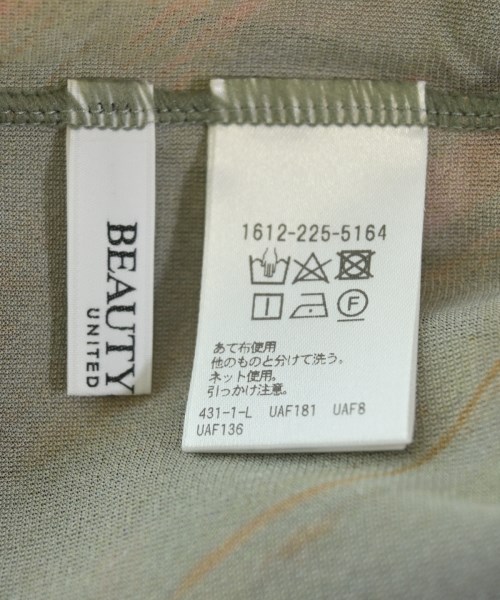 BEAUTY
UNITED
1612-225-5164
F
あて布使用
他のものと分けて洗う。
ネット使用。
引っかけ注意。
431-1-L UAF181 UAF8
UAF136